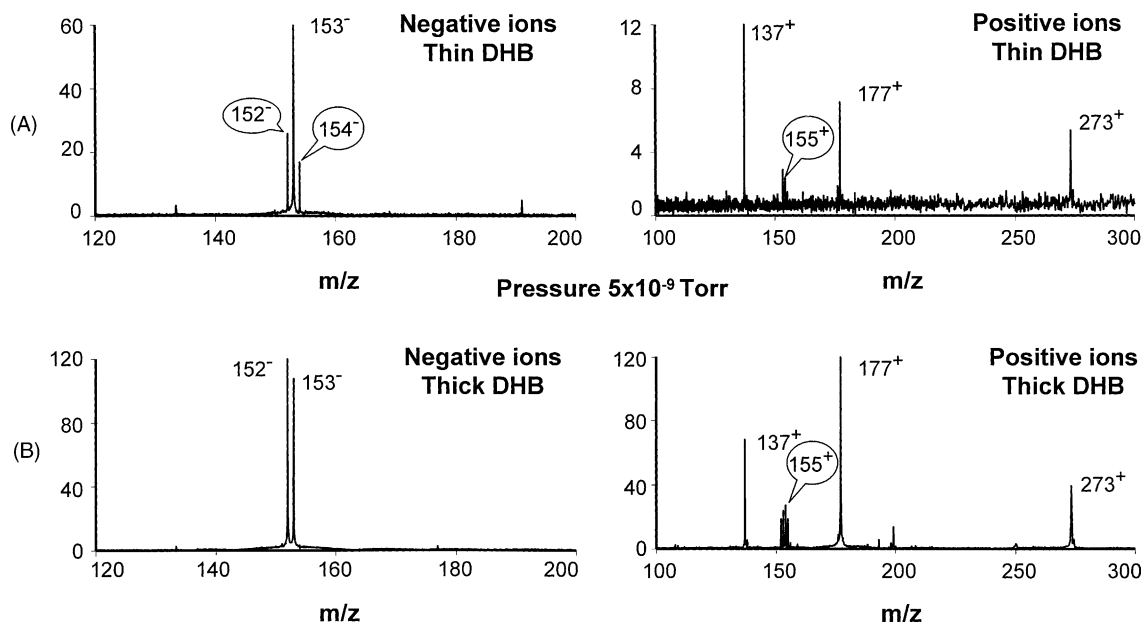 (A)
Negative ions
Thin DHB
60
40
20
0
153⁻
152⁻
154⁻
120 140 160 180 200
m/z
Positive ions
Thin DHB
12
8
4
0
137⁺
177⁺
155⁺
273⁺
100 150 200 250 300
m/z
Pressure 5x10⁻⁹ Torr
(B)
Negative ions
Thick DHB
120
80
40
0
152⁻
153⁻
120 140 160 180 200
m/z
Positive ions
Thick DHB
120
80
40
0
177⁺
137⁺
155⁺
273⁺
100 150 200 250 300
m/z